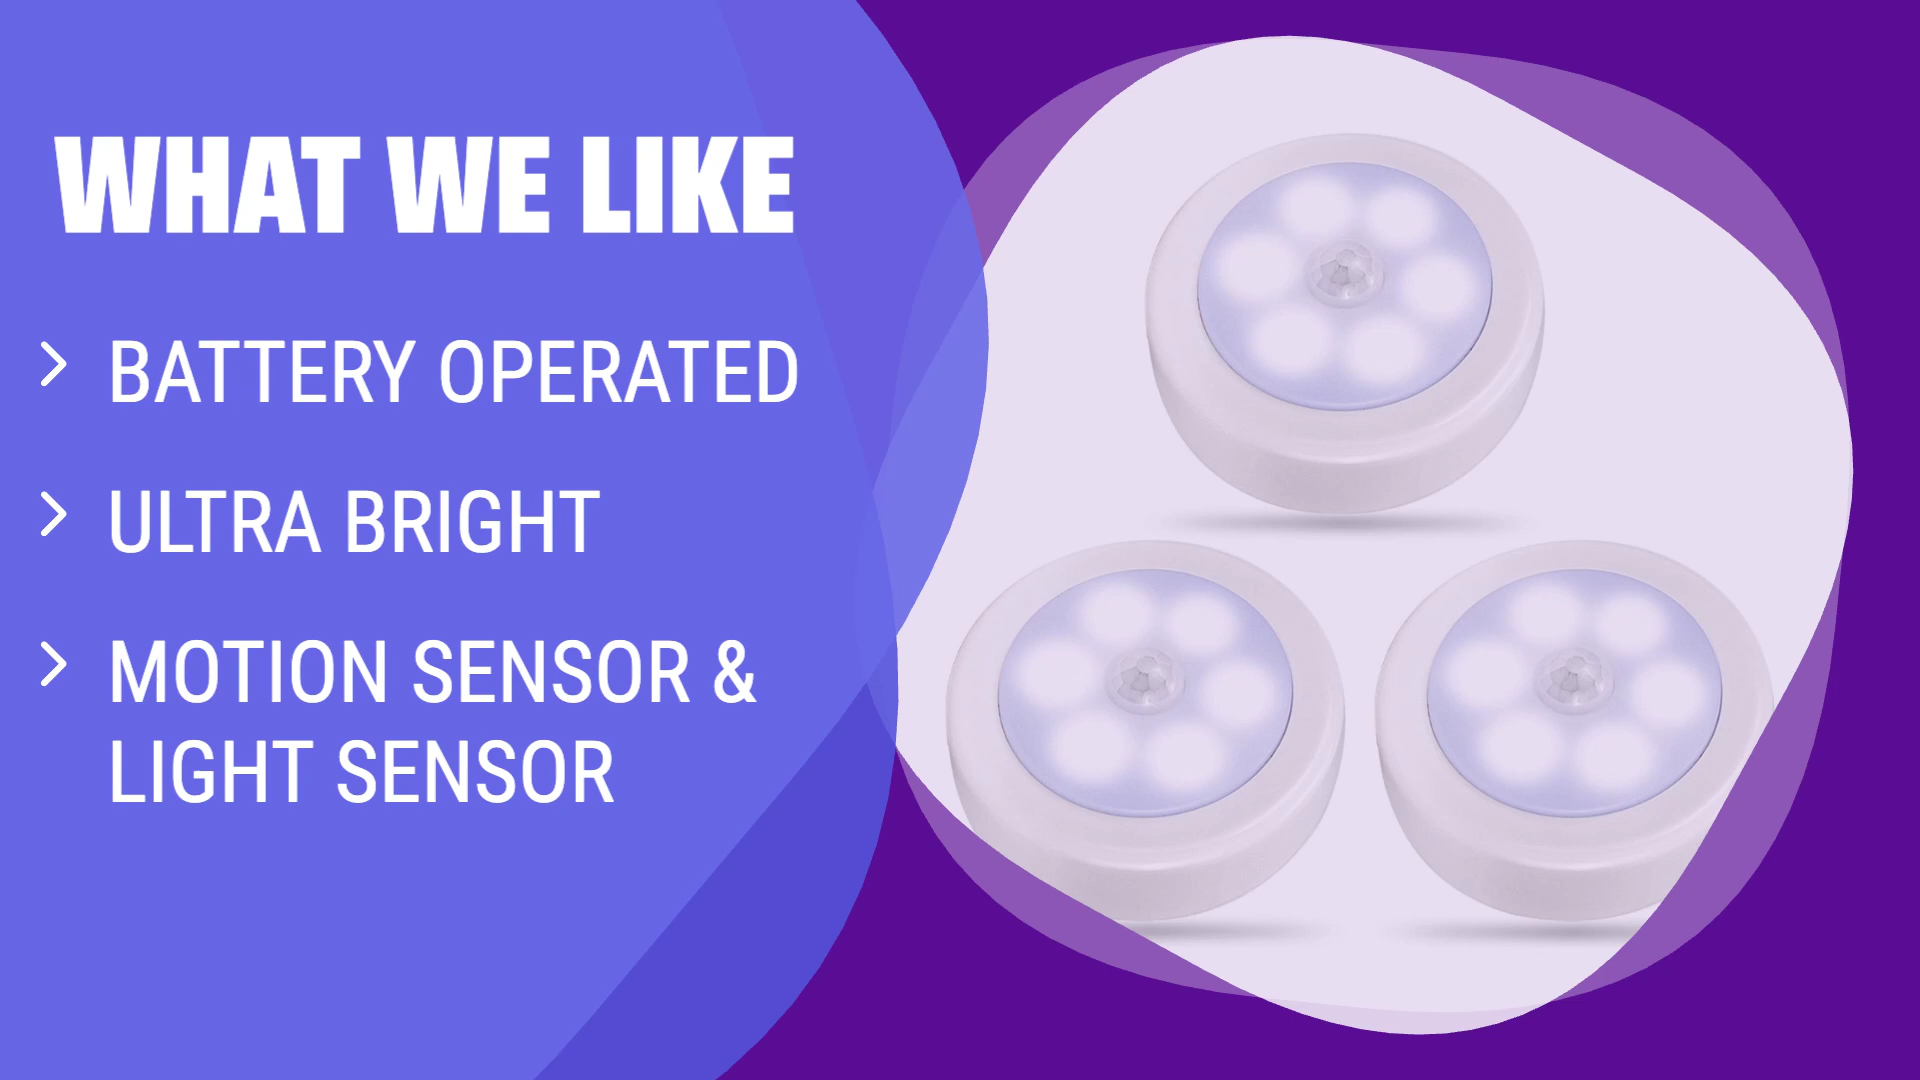 WHAT WE LIKE
BATTERY OPERATED
ULTRA BRIGHT
MOTION SENSOR &
LIGHT SENSOR